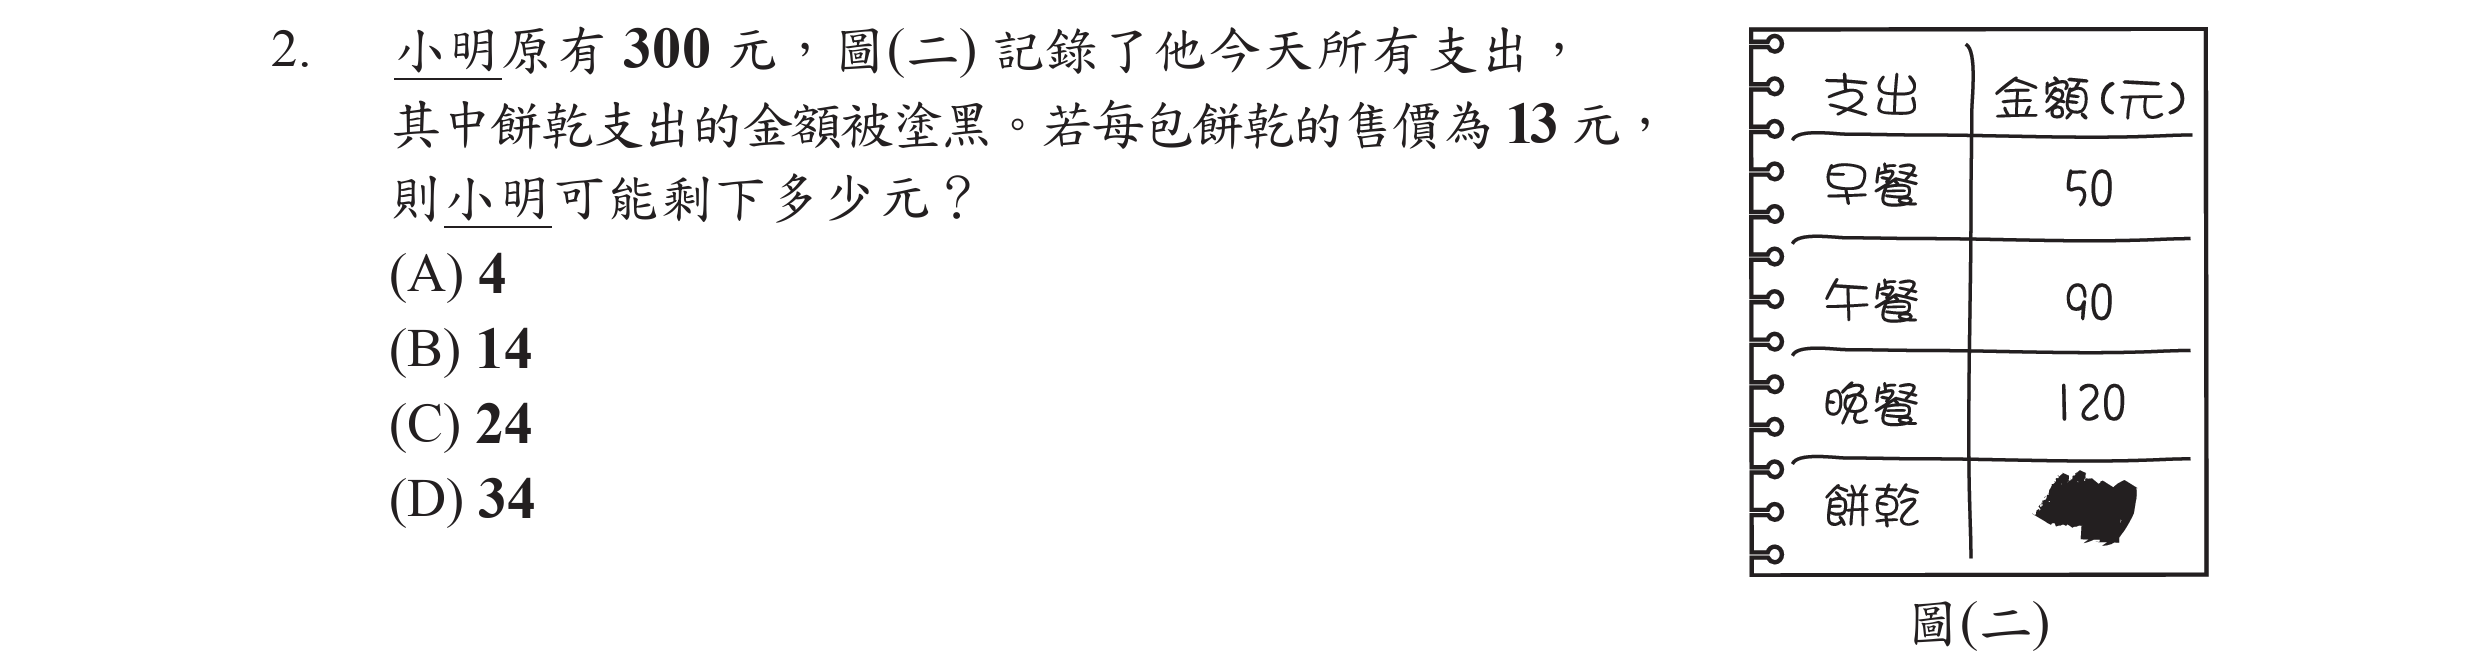 2. 小明原有 300 元，圖(二) 記錄了他今天所有支出，
其中餅乾支出的金額被塗黑。若每包餅乾的售價為 13 元，
則小明可能剩下多少元？
(A) 4
(B) 14
(C) 24
(D) 34
支出 金額(元)
早餐 50
午餐 90
晚餐 120
餅乾
圖(二)